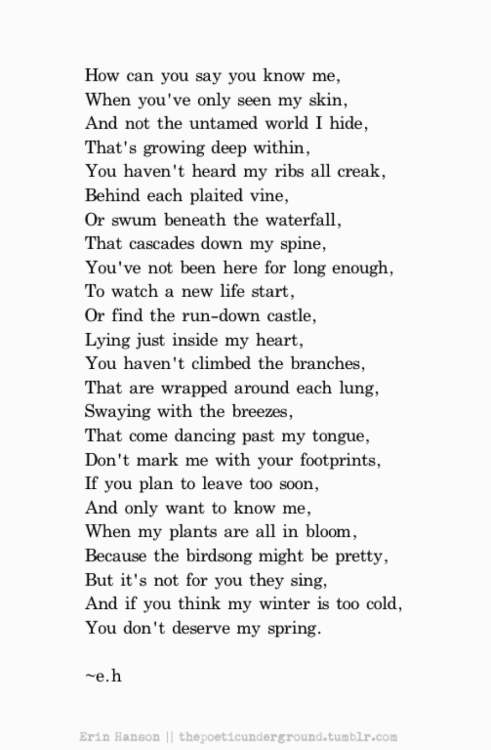 How can you say you know me,
When you've only seen my skin,
And not the untamed world I hide,
That's growing deep within,
You haven't heard my ribs all creak,
Behind each plaited vine,
Or swum beneath the waterfall,
That cascades down my spine,
You've not been here for long enough,
To watch a new life start,
Or find the run-down castle,
Lying just inside my heart,
You haven't climbed the branches,
That are wrapped around each lung,
Swaying with the breezes,
That come dancing past my tongue,
Don't mark me with your footprints,
If you plan to leave too soon,
And only want to know me,
When my plants are all in bloom,
Because the birdsong might be pretty,
But it's not for you they sing,
And if you think my winter is too cold,
You don't deserve my spring.
~e.h
Erin Hanson || thepoeticunderground.tumblr.com